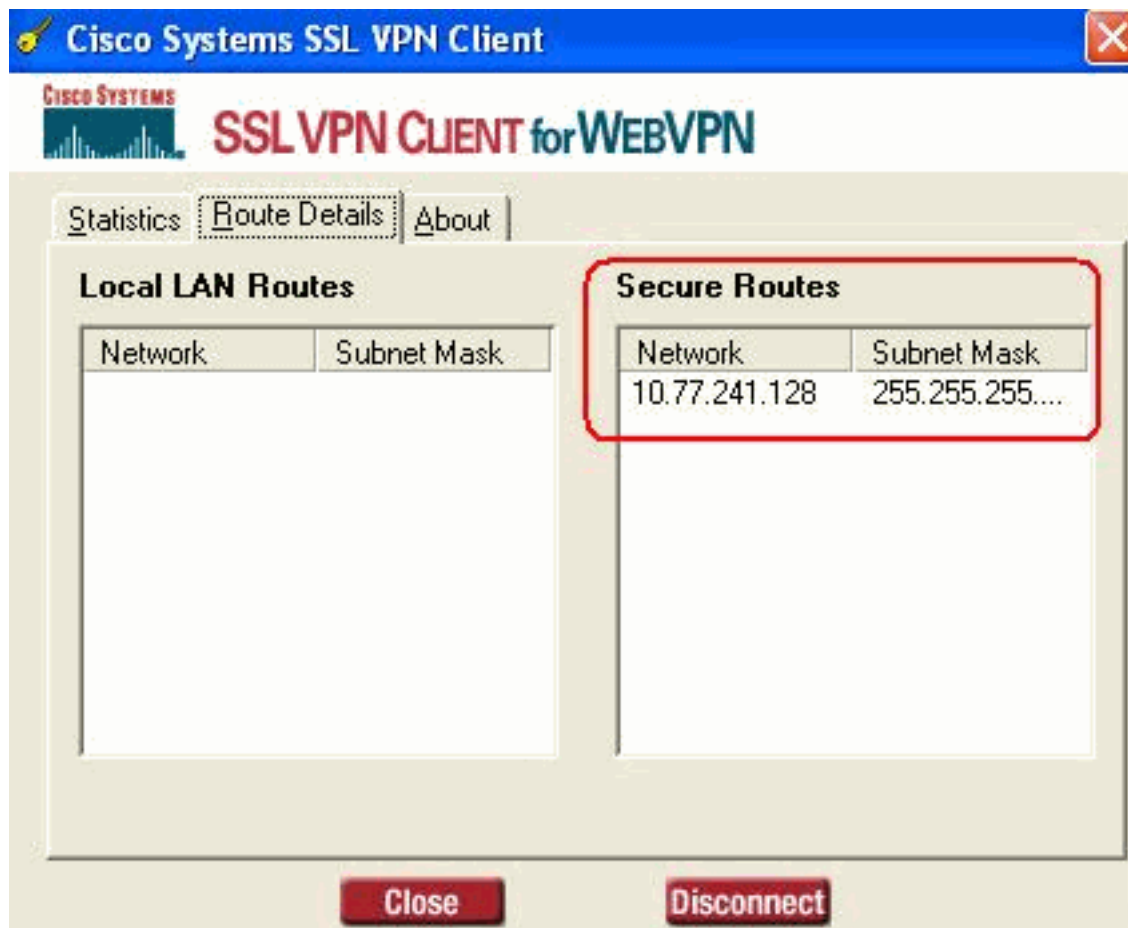 Cisco Systems SSL VPN Client
CISCO SYSTEMS
SSL VPN CLIENT for WEBVPN
Statistics Route Details About
Local LAN Routes
Network Subnet Mask
Secure Routes
Network Subnet Mask
10.77.241.128 255.255.255....
Close Disconnect